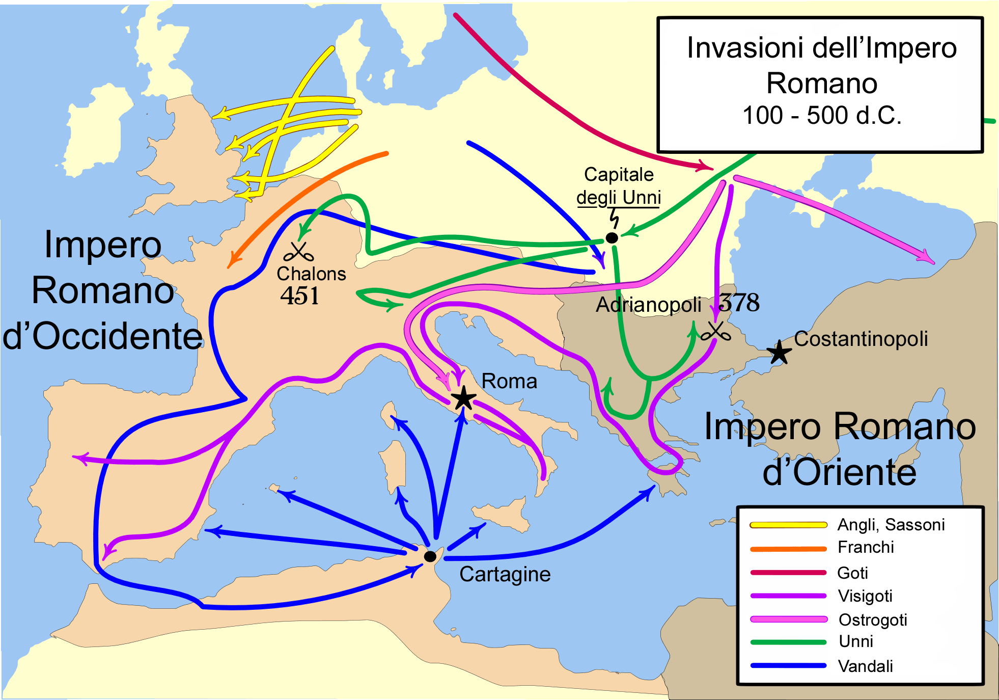 Invasioni dell’Impero
Romano
100 - 500 d.C.
Capitale
degli Unni
Impero
Romano
d’Occidente
Chalons
451
Adrianopoli 378
Costantinopoli
Roma
Impero Romano
d’Oriente
Cartagine
Angli, Sassoni
Franchi
Goti
Visigoti
Ostrogoti
Unni
Vandali